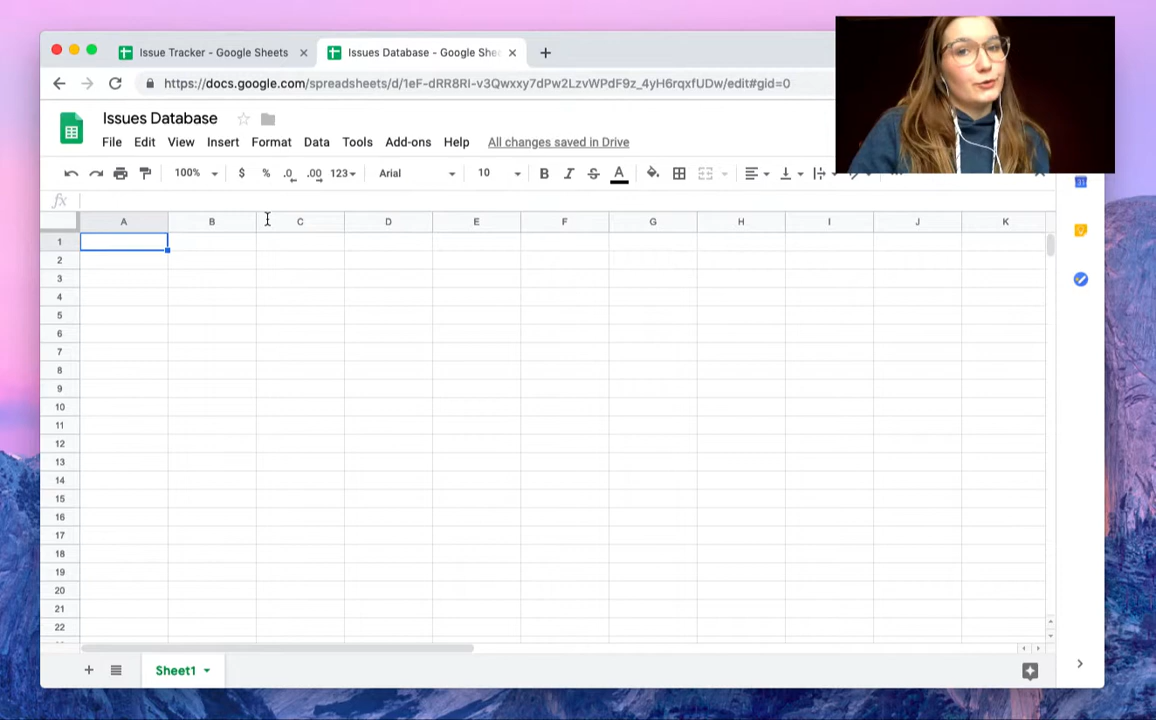 Issue Tracker - Google Sheets
Issues Database - Google She
https://docs.google.com/spreadsheets/d/1eF-dRR8RI-v3Qwxxy7dPw2LzvWPdF9z_4yH6rqxfUDw/edit#gid=0
Issues Database
File Edit View Insert Format Data Tools Add-ons Help All changes saved in Drive
100% $ % .0 .00 123 Arial 10 B I S A
fx
A B C D E F G H I J K
1
2
3
4
5
6
7
8
9
10
11
12
13
14
15
16
17
18
19
20
21
22
Sheet1